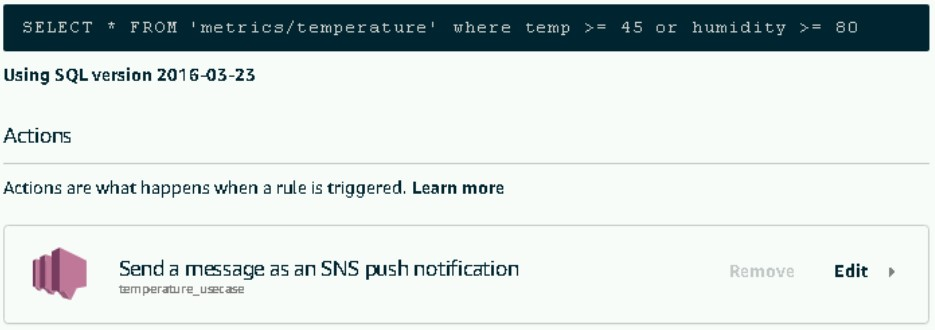 SELECT * FROM 'metrics/temperature' where temp >= 45 or humidity >= 80
Using SQL version 2016-03-23
Actions
Actions are what happens when a rule is triggered. Learn more
Send a message as an SNS push notification
temperature_usecase
Remove Edit